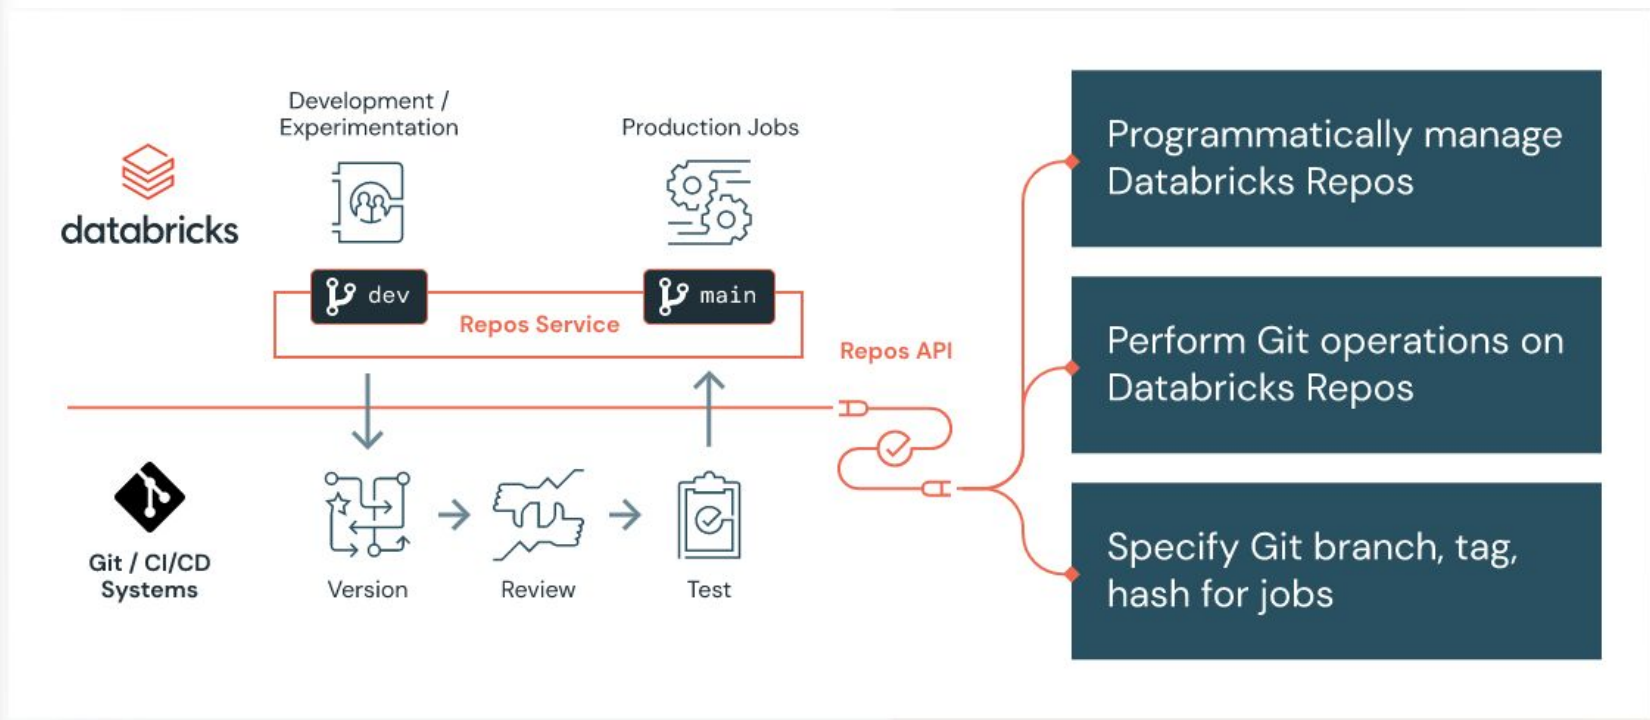 Development /
Experimentation
Production Jobs
databricks
dev
main
Repos Service
Repos API
Git / CI/CD
Systems
Version
Review
Test
Programmatically manage
Databricks Repos
Perform Git operations on
Databricks Repos
Specify Git branch, tag,
hash for jobs